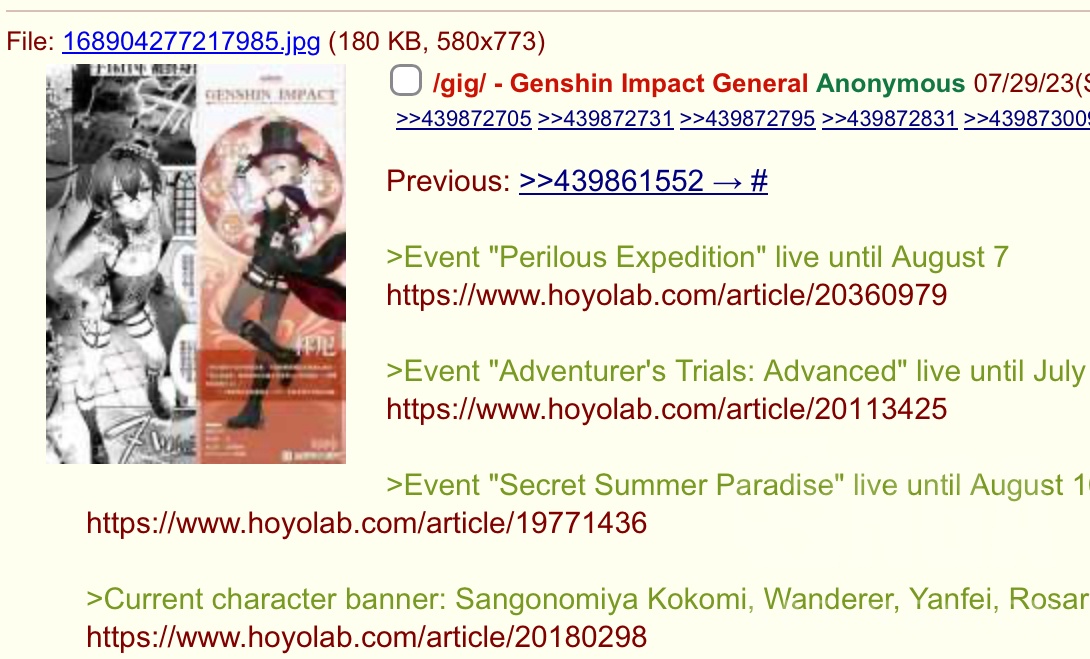 File: 168904277217985.jpg (180 KB, 580x773)
GENSHIN IMPACT
/gig/ - Genshin Impact General Anonymous 07/29/23(S
>>439872705 >>439872731 >>439872795 >>439872831 >>43987300
Previous: >>439861552 → #
>Event "Perilous Expedition" live until August 7
https://www.hoyolab.com/article/20360979
>Event "Adventurer's Trials: Advanced" live until July
https://www.hoyolab.com/article/20113425
>Event "Secret Summer Paradise" live until August 1
https://www.hoyolab.com/article/19771436
>Current character banner: Sangonomiya Kokomi, Wanderer, Yanfei, Rosar
https://www.hoyolab.com/article/20180298